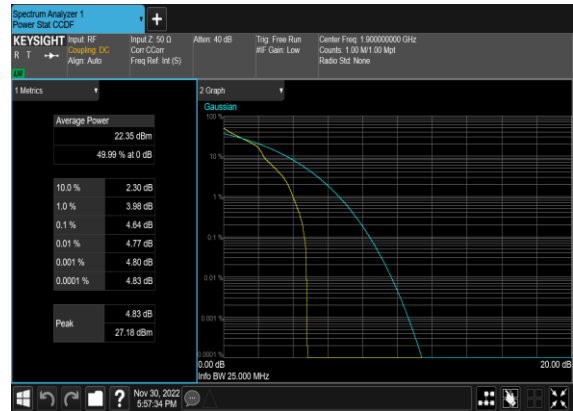 Spectrum Analyzer 1
Power Stat CCDF
+
KEYSIGHT
R T
LW
Input: RF
Coupling: DC
Align: Auto
Input Z: 50 Ω
Corr CCorr
Freq Ref: Int (S)
Atten: 40 dB
Trig: Free Run
#IF Gain: Low
Center Freq: 1.900000000 GHz
Counts: 1.00 M/1.00 Mpt
Radio Std: None
1 Metrics
Average Power
22.35 dBm
49.99 % at 0 dB
10.0 % 2.30 dB
1.0 % 3.98 dB
0.1 % 4.64 dB
0.01 % 4.77 dB
0.001 % 4.80 dB
0.0001 % 4.83 dB
Peak
4.83 dB
27.18 dBm
2 Graph
Gaussian
100 %
10 %
1 %
0.1 %
0.01 %
0.001 %
0.0001 %
0.00 dB
20.00 dB
Info BW 25.000 MHz
?
Nov 30, 2022
5:57:34 PM